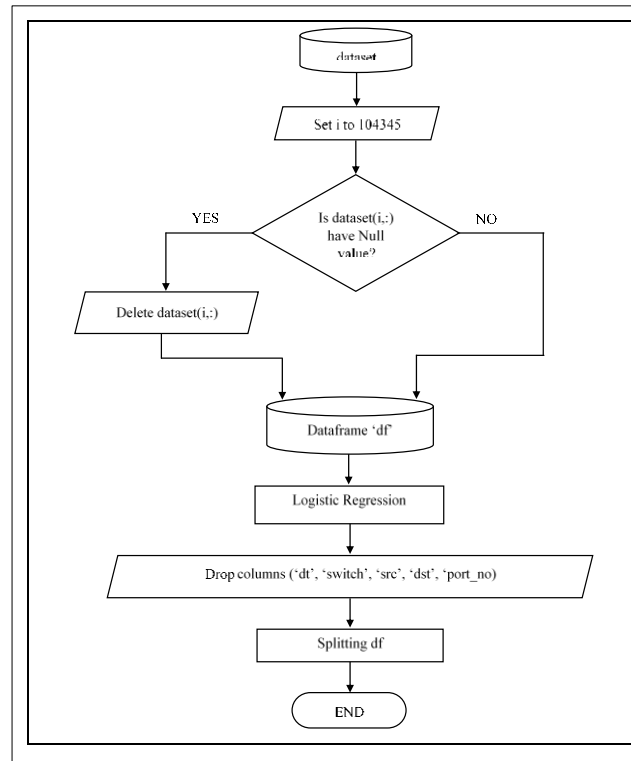 dataset
Set i to 104345
Is dataset(i,:)
have Null
value?
YES
NO
Delete dataset(i,:)
Dataframe ‘df’
Logistic Regression
Drop columns (‘dt’, ‘switch’, ‘src’, ‘dst’, ‘port_no)
Splitting df
END